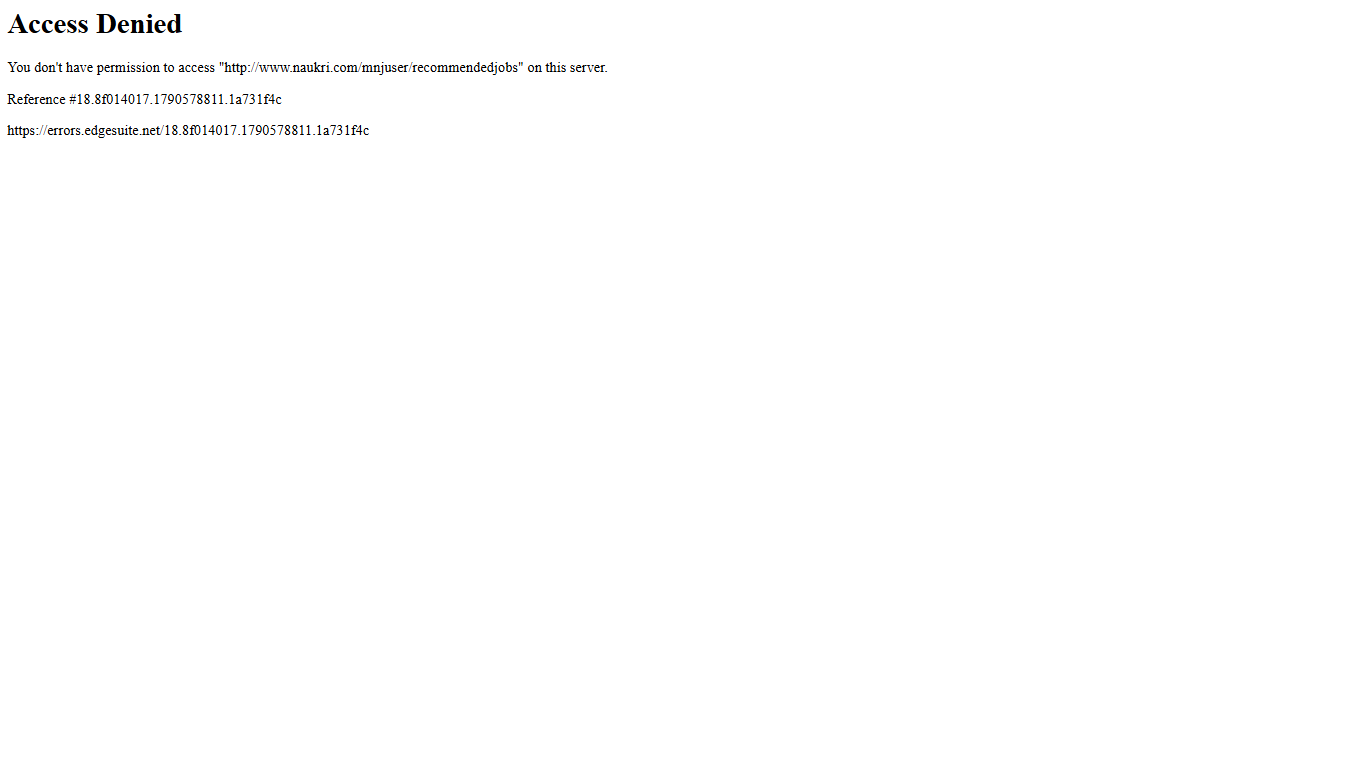 Access Denied
You don't have permission to access "http://www.naukri.com/mnjuser/recommendedjobs" on this server.
Reference #18.8f014017.1790578811.1a731f4c
https://errors.edgesuite.net/18.8f014017.1790578811.1a731f4c